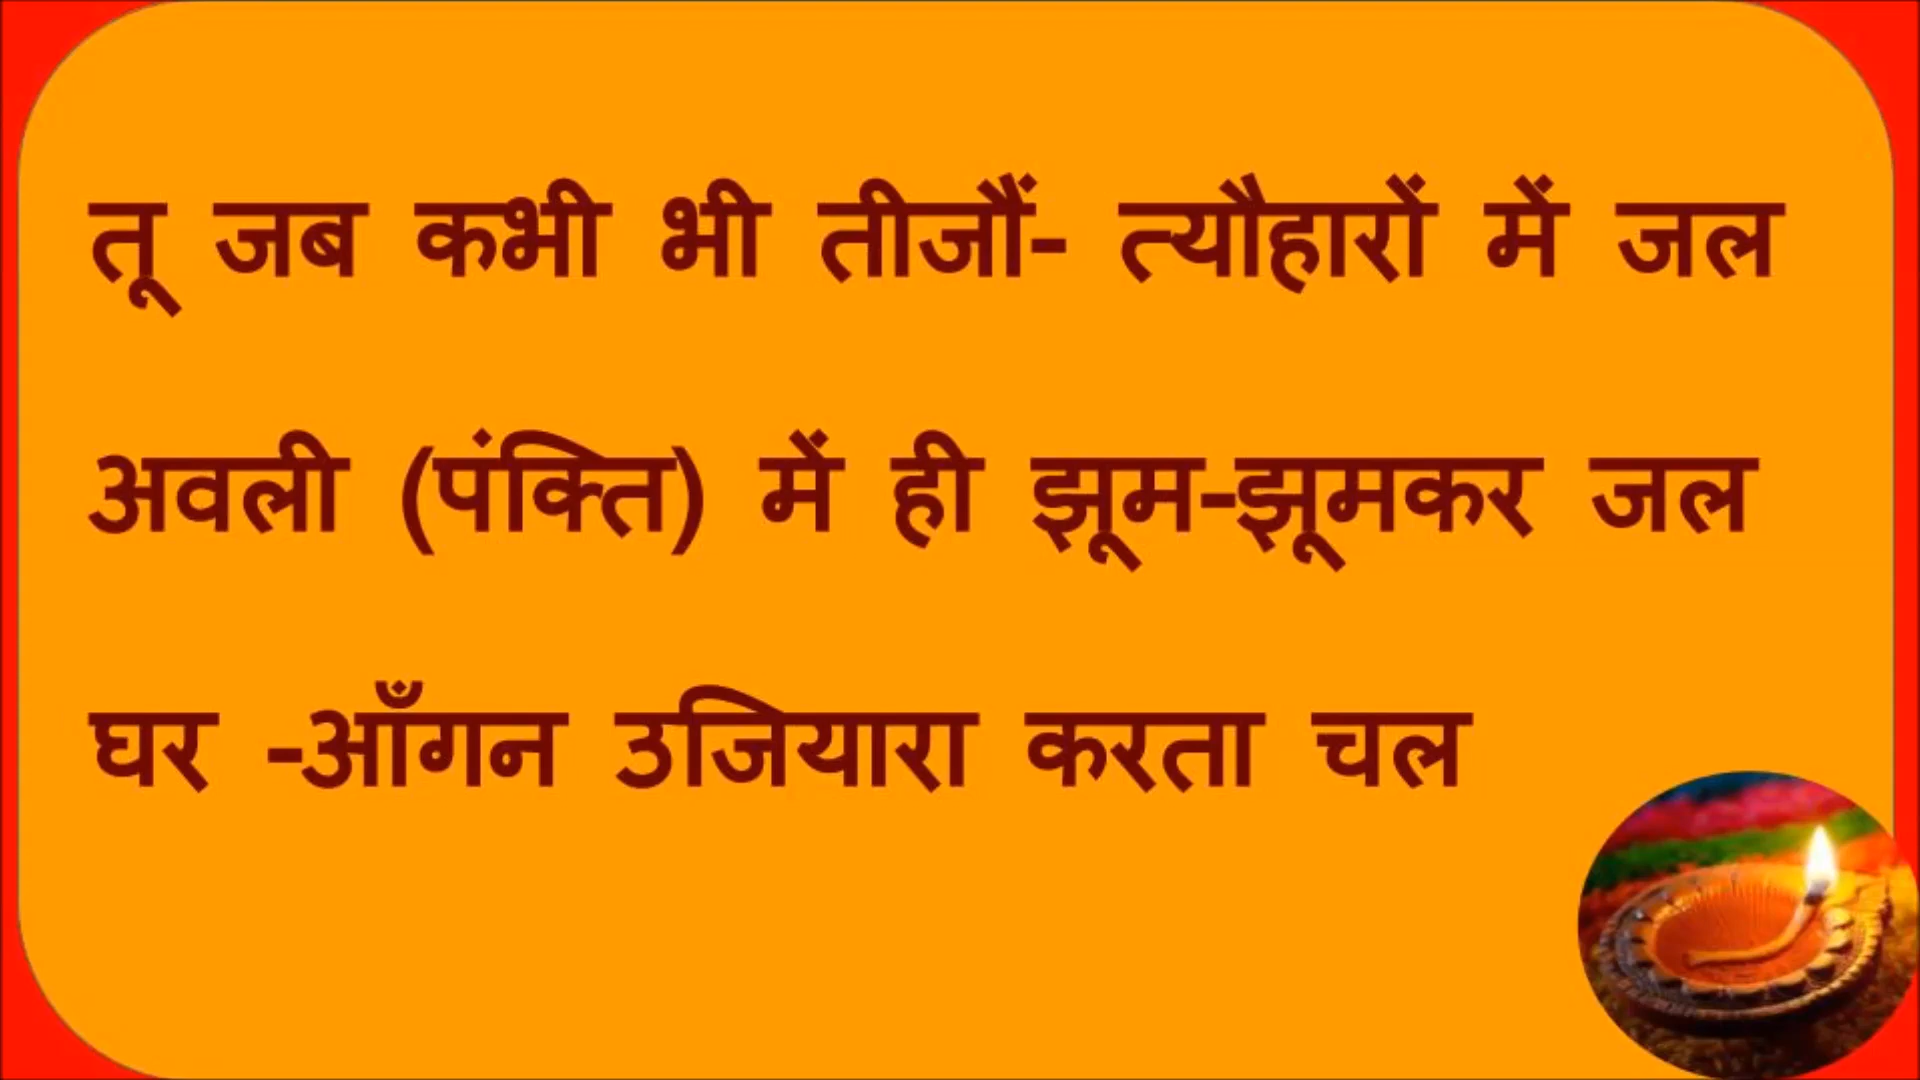 तू जब कभी भी तीजौं- त्यौहारों में जल
अवली (पंक्ति) में ही झूम-झूमकर जल
घर -आँगन उजियारा करता चल